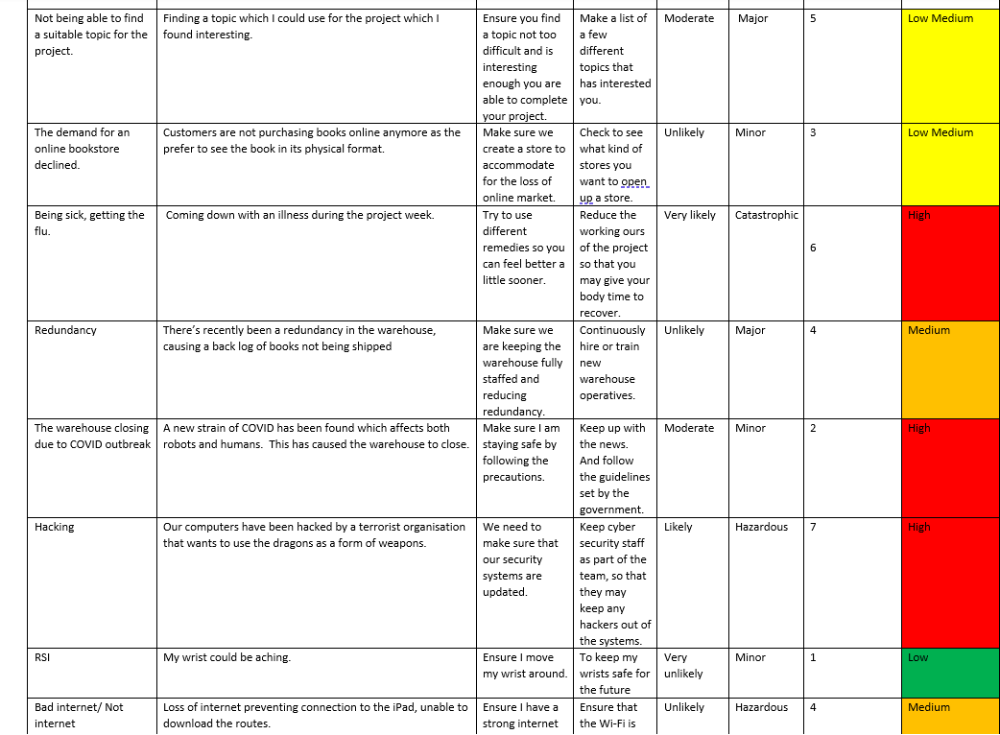 Not being able to find
a suitable topic for the
project.
Finding a topic which I could use for the project which I
found interesting.
Ensure you find
a topic not too
difficult and is
interesting
enough you are
able to complete
your project.
Make a list of
a few
different
topics that
has interested
you.
Moderate
Major
5
Low Medium
The demand for an
online bookstore
declined.
Customers are not purchasing books online anymore as the
prefer to see the book in its physical format.
Make sure we
create a store to
accommodate
for the loss of
online market.
Check to see
what kind of
stores you
want to open
up a store.
Unlikely
Minor
3
Low Medium
Being sick, getting the
flu.
Coming down with an illness during the project week.
Try to use
different
remedies so you
can feel better a
little sooner.
Reduce the
working ours
of the project
so that you
may give your
body time to
recover.
Very likely
Catastrophic
6
High
Redundancy
There's recently been a redundancy in the warehouse,
causing a back log of books not being shipped
Make sure we
are keeping the
warehouse fully
staffed and
reducing
redundancy.
Continuously
hire or train
new
warehouse
operatives.
Unlikely
Major
4
Medium
The warehouse closing
due to COVID outbreak
A new strain of COVID has been found which affects both
robots and humans.  This has caused the warehouse to close.
Make sure I am
staying safe by
following the
precautions.
Keep up with
the news.
And follow
the guidelines
set by the
government.
Moderate
Minor
2
High
Hacking
Our computers have been hacked by a terrorist organisation
that wants to use the dragons as a form of weapons.
We need to
make sure that
our security
systems are
updated.
Keep cyber
security staff
as part of the
team, so that
they may
keep any
hackers out of
the systems.
Likely
Hazardous
7
High
RSI
My wrist could be aching.
Ensure I move
my wrist around.
To keep my
wrists safe for
the future
Very
unlikely
Minor
1
Low
Bad internet/ Not
internet
Loss of internet preventing connection to the iPad, unable to
download the routes.
Ensure I have a
strong internet
Ensure that
the Wi-Fi is
Unlikely
Hazardous
4
Medium